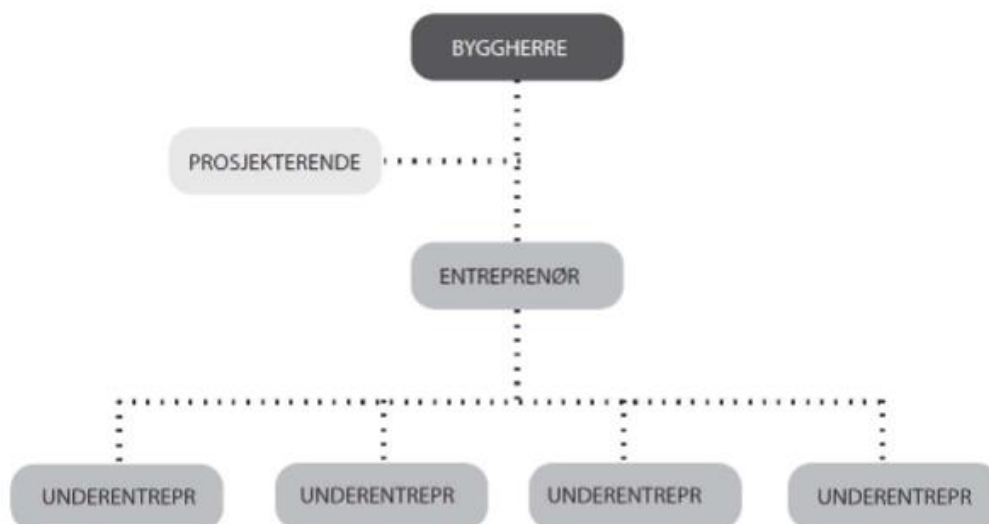 BYGGHERRE
PROSJEKTERENDE
ENTREPRENØR
UNDERENTREPR
UNDERENTREPR
UNDERENTREPR
UNDERENTREPR